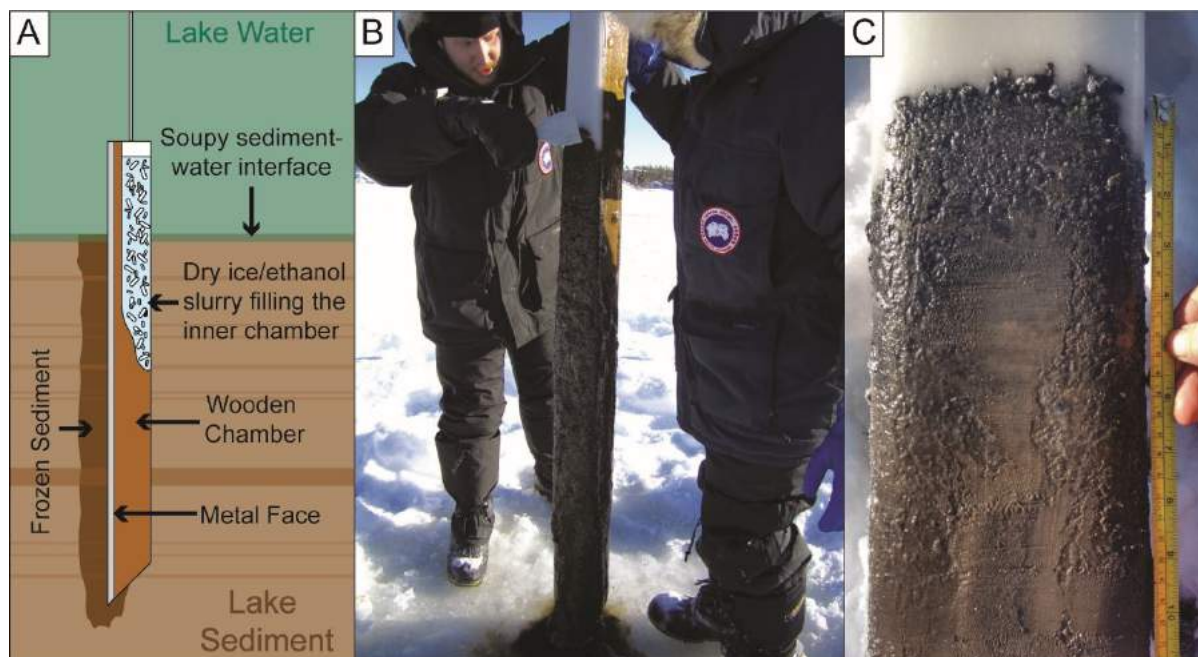 A
Lake Water
Soupy sediment-
water interface
Dry ice/ethanol
slurry filling the
inner chamber
Frozen Sediment
Wooden
Chamber
Metal Face
Lake
Sediment
B
C